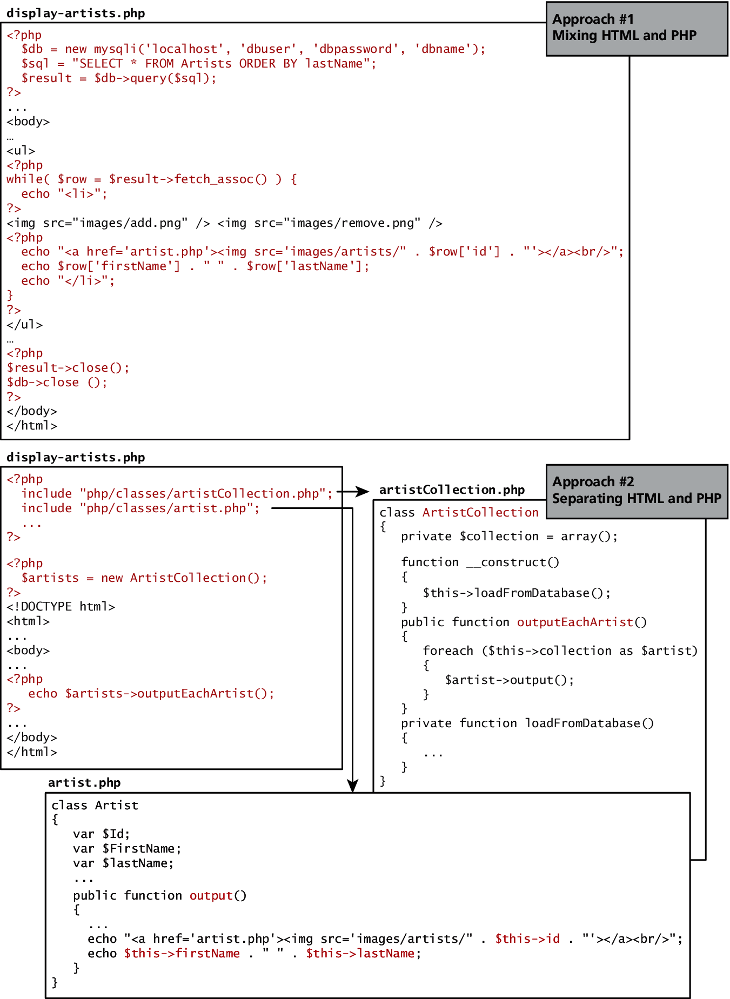 display-artists.php
Approach #1
Mixing HTML and PHP
<?php
  $db = new mysqli('localhost', 'dbuser', 'dbpassword', 'dbname');
  $sql = "SELECT * FROM Artists ORDER BY lastName";
  $result = $db->query($sql);
?>
...
<body>
…
<ul>
<?php
while( $row = $result->fetch_assoc() ) {
  echo "<li>";
?>
<img src="images/add.png" /> <img src="images/remove.png" />
<?php
  echo "<a href='artist.php'><img src='images/artists/" . $row['id'] . "'></a><br/>";
  echo $row['firstName'] . " " . $row['lastName'];
  echo "</li>";
}
?>
</ul>
…
<?php
$result->close();
$db->close ();
?>
</body>
</html>
display-artists.php
<?php
  include "php/classes/artistCollection.php";
  include "php/classes/artist.php";
  ...
?>
<?php
  $artists = new ArtistCollection();
?>
<!DOCTYPE html>
<html>
...
<body>
...
<?php
   echo $artists->outputEachArtist();
?>
...
</body>
</html>
Approach #2
Separating HTML and PHP
artistCollection.php
class ArtistCollection
{
   private $collection = array();
   function __construct()
   {
      $this->loadFromDatabase();
   }
   public function outputEachArtist()
   {
      foreach ($this->collection as $artist)
      {
         $artist->output();
      }
   }
   private function loadFromDatabase()
   {
      ...
   }
}
artist.php
class Artist
{
   var $Id;
   var $FirstName;
   var $lastName;
   ...
   public function output()
   {
     ...
     echo "<a href='artist.php'><img src='images/artists/" . $this->id . "'></a><br/>";
     echo $this->firstName . " " . $this->lastName;
   }
}